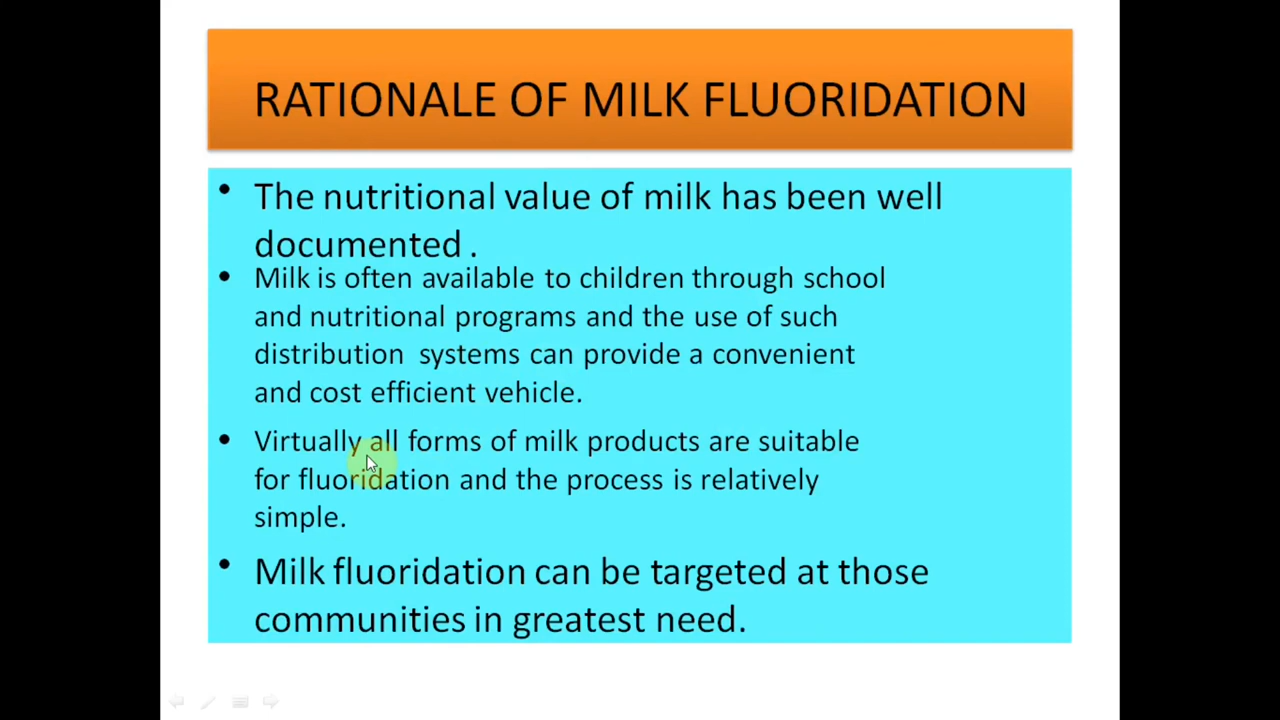 RATIONALE OF MILK FLUORIDATION
• The nutritional value of milk has been well
documented .
• Milk is often available to children through school
and nutritional programs and the use of such
distribution systems can provide a convenient
and cost efficient vehicle.
• Virtually all forms of milk products are suitable
for fluoridation and the process is relatively
simple.
• Milk fluoridation can be targeted at those
communities in greatest need.